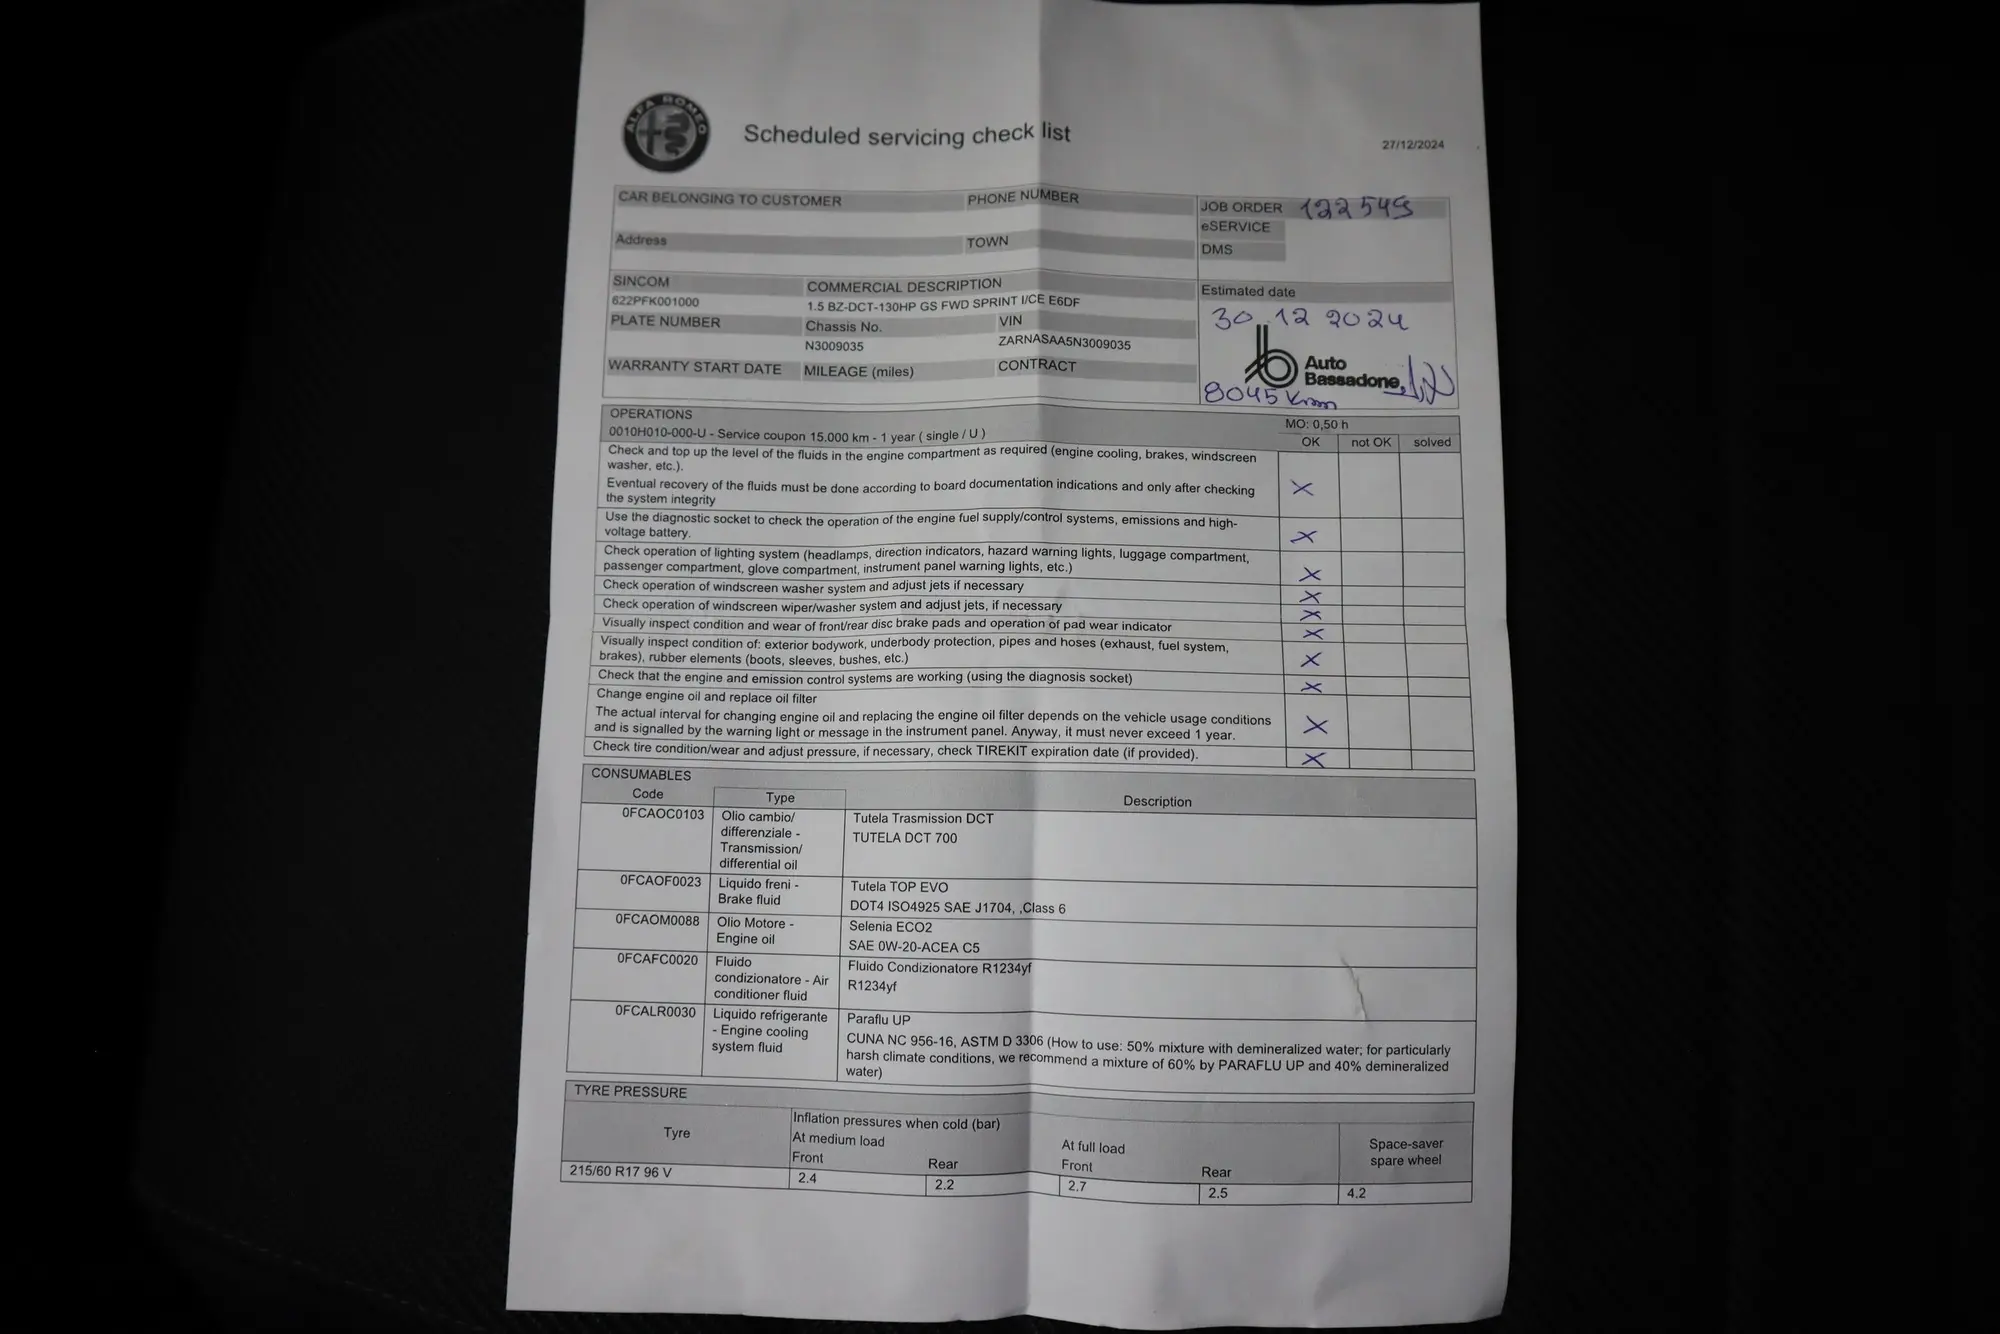 ALFA ROMEO
Scheduled servicing check list
27/12/2024
CAR BELONGING TO CUSTOMER
PHONE NUMBER
JOB ORDER 122549
eSERVICE
Address
TOWN
DMS
SINCOM
COMMERCIAL DESCRIPTION
Estimated date
622PFK001000
1.5 BZ-DCT-130HP GS FWD SPRINT I/CE E6DF
30.12 2024
PLATE NUMBER
Chassis No.
VIN
N3009035
ZARNASAA5N3009035
Auto
Bassadone
WARRANTY START DATE
MILEAGE (miles)
CONTRACT
8045 Km
OPERATIONS
MO: 0,50 h
0010H010-000-U - Service coupon 15.000 km - 1 year ( single / U )
OK
not OK
solved
Check and top up the level of the fluids in the engine compartment as required (engine cooling, brakes, windscreen
washer, etc.).
Eventual recovery of the fluids must be done according to board documentation indications and only after checking
the system integrity
X
Use the diagnostic socket to check the operation of the engine fuel supply/control systems, emissions and high-
voltage battery.
X
Check operation of lighting system (headlamps, direction indicators, hazard warning lights, luggage compartment,
passenger compartment, glove compartment, instrument panel warning lights, etc.)
X
Check operation of windscreen washer system and adjust jets if necessary
X
Check operation of windscreen wiper/washer system and adjust jets, if necessary
X
Visually inspect condition and wear of front/rear disc brake pads and operation of pad wear indicator
X
Visually inspect condition of: exterior bodywork, underbody protection, pipes and hoses (exhaust, fuel system,
brakes), rubber elements (boots, sleeves, bushes, etc.)
X
Check that the engine and emission control systems are working (using the diagnosis socket)
X
Change engine oil and replace oil filter
The actual interval for changing engine oil and replacing the engine oil filter depends on the vehicle usage conditions
and is signalled by the warning light or message in the instrument panel. Anyway, it must never exceed 1 year.
X
Check tire condition/wear and adjust pressure, if necessary, check TIREKIT expiration date (if provided).
X
CONSUMABLES
Code
Type
Description
0FCAOC0103
Olio cambio/
differenziale -
Transmission/
differential oil
Tutela Trasmission DCT
TUTELA DCT 700
0FCAOF0023
Liquido freni -
Brake fluid
Tutela TOP EVO
DOT4 ISO4925 SAE J1704, ,Class 6
0FCAOM0088
Olio Motore -
Engine oil
Selenia ECO2
SAE 0W-20-ACEA C5
0FCAFC0020
Fluido
condizionatore - Air
conditioner fluid
Fluido Condizionatore R1234yf
R1234yf
0FCALR0030
Liquido refrigerante
- Engine cooling
system fluid
Paraflu UP
CUNA NC 956-16, ASTM D 3306 (How to use: 50% mixture with demineralized water; for particularly
harsh climate conditions, we recommend a mixture of 60% by PARAFLU UP and 40% demineralized
water)
TYRE PRESSURE
Tyre
Inflation pressures when cold (bar)
At medium load
At full load
Space-saver
spare wheel
Front
Rear
Front
Rear
215/60 R17 96 V
2.4
2.2
2.7
2.5
4.2